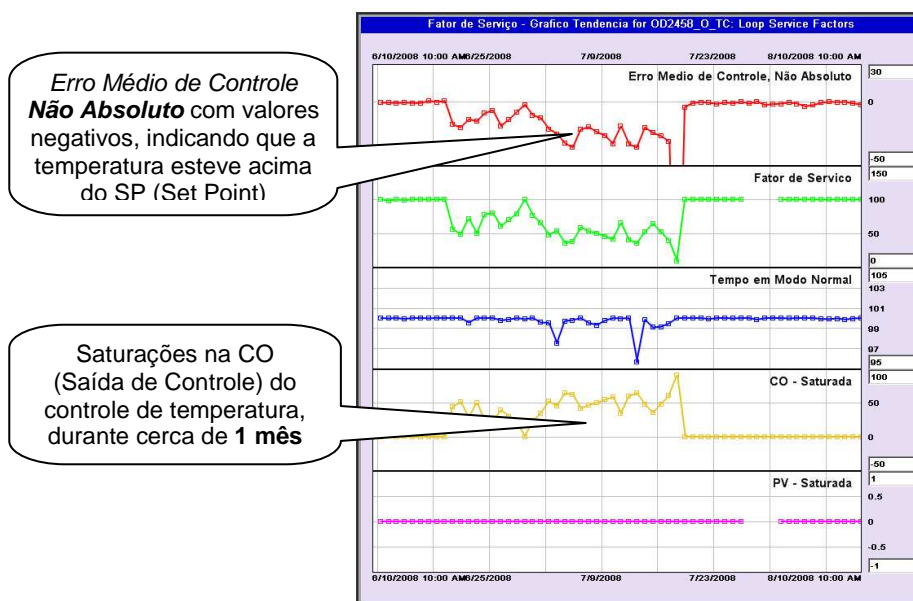 Fator de Serviço - Grafico Tendencia for OD2458_O_TC: Loop Service Factors
6/10/2008 10:00 AM 6/25/2008 7/9/2008 7/23/2008 8/10/2008 10:00 AM
Erro Médio de Controle
Não Absoluto com valores
negativos, indicando que a
temperatura esteve acima
do SP (Set Point)
Erro Medio de Controle, Não Absoluto
30
0
-50
Fator de Servico
150
100
50
0
Tempo em Modo Normal
105
103
101
99
97
95
Saturações na CO
(Saída de Controle) do
controle de temperatura,
durante cerca de 1 mês
CO - Saturada
100
50
0
-50
PV - Saturada
1
0.5
0
-0.5
-1
6/10/2008 10:00 AM 6/25/2008 7/9/2008 7/23/2008 8/10/2008 10:00 AM